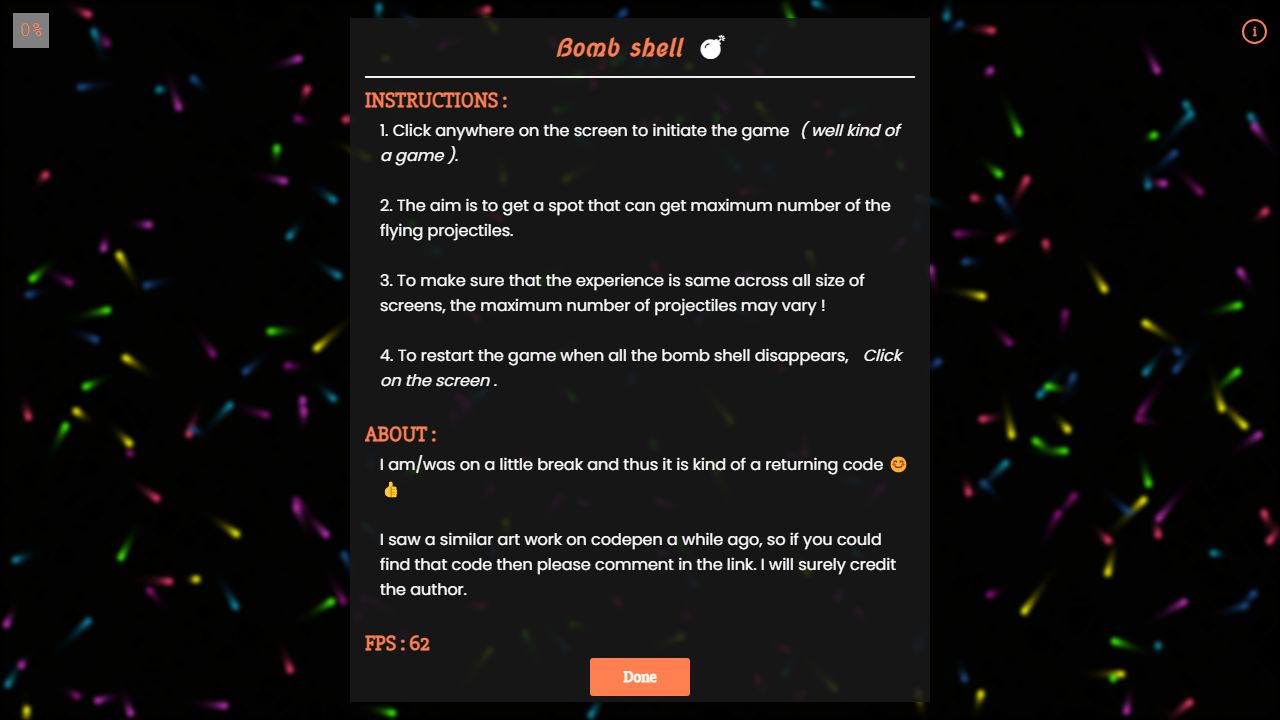 0%
i
Bomb shell 💣
INSTRUCTIONS :
1. Click anywhere on the screen to initiate the game ( well kind of
a game ).
2. The aim is to get a spot that can get maximum number of the
flying projectiles.
3. To make sure that the experience is same across all size of
screens, the maximum number of projectiles may vary !
4. To restart the game when all the bomb shell disappears, Click
on the screen .
ABOUT :
I am/was on a little break and thus it is kind of a returning code 😊
👍
I saw a similar art work on codepen a while ago, so if you could
find that code then please comment in the link. I will surely credit
the author.
FPS : 62
Done